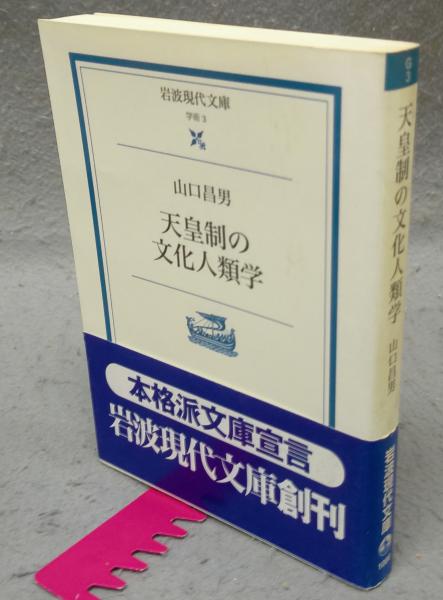 岩波現代文庫
学術 3
山口昌男
天皇制の
文化人類学
本格派文庫宣言
岩波現代文庫創刊
G
3
天皇制の文化人類学
山口昌男
岩波現代文庫